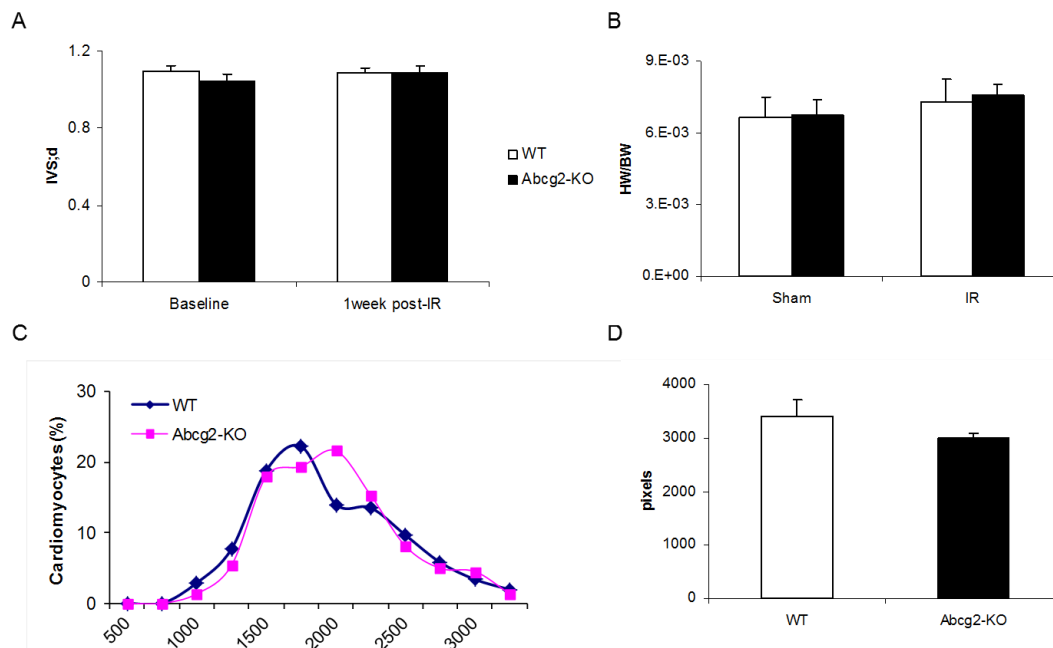 A
1.2
0.8
0.4
0
IVS;d
Baseline
1week post-IR
WT
Abcg2-KO
B
9.E-03
6.E-03
3.E-03
0.E+00
HW/BW
Sham
IR
C
30
20
10
0
Cardiomyocytes (%)
WT
Abcg2-KO
500
1000
1500
2000
2500
3000
D
4000
3000
2000
1000
0
pixels
WT
Abcg2-KO